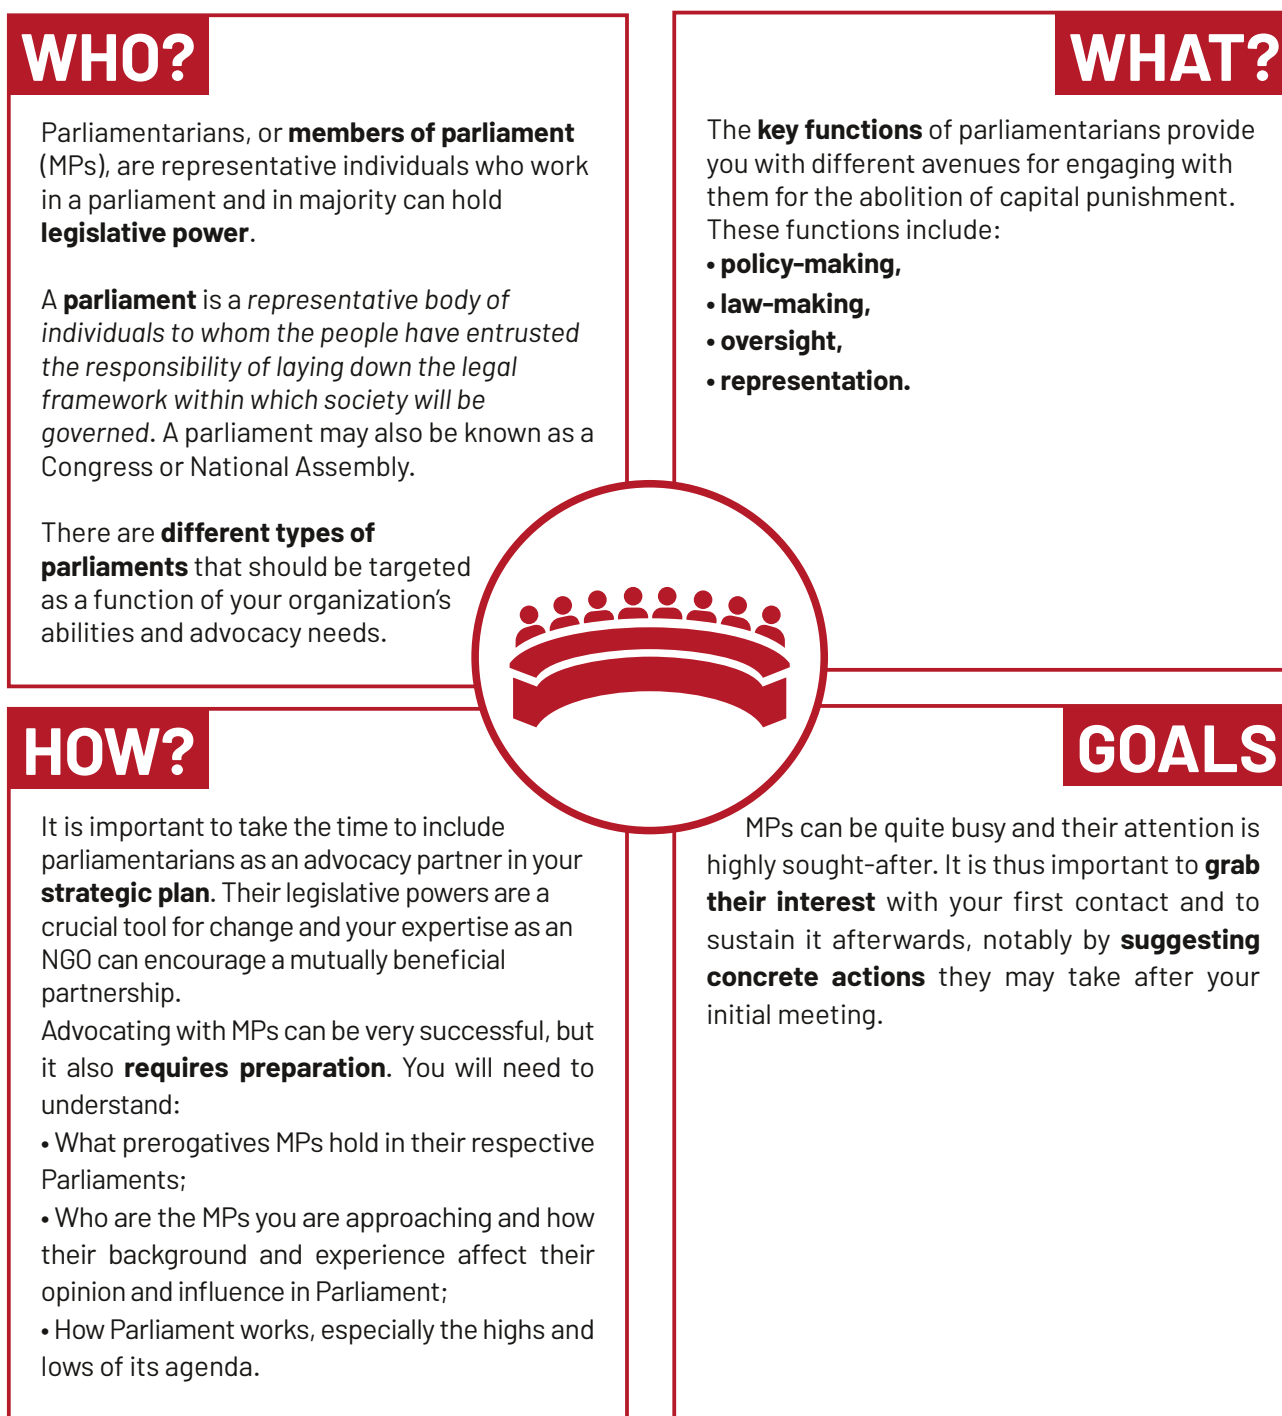 WHO?
Parliamentarians, or members of parliament
(MPs), are representative individuals who work
in a parliament and in majority can hold
legislative power.
A parliament is a representative body of
individuals to whom the people have entrusted
the responsibility of laying down the legal
framework within which society will be
governed. A parliament may also be known as a
Congress or National Assembly.
There are different types of
parliaments that should be targeted
as a function of your organization's
abilities and advocacy needs.
WHAT?
The key functions of parliamentarians provide
you with different avenues for engaging with
them for the abolition of capital punishment.
These functions include:
• policy-making,
• law-making,
• oversight,
• representation.
HOW?
It is important to take the time to include
parliamentarians as an advocacy partner in your
strategic plan. Their legislative powers are a
crucial tool for change and your expertise as an
NGO can encourage a mutually beneficial
partnership.
Advocating with MPs can be very successful, but
it also requires preparation. You will need to
understand:
• What prerogatives MPs hold in their respective
Parliaments;
• Who are the MPs you are approaching and how
their background and experience affect their
opinion and influence in Parliament;
• How Parliament works, especially the highs and
lows of its agenda.
GOALS
MPs can be quite busy and their attention is
highly sought-after. It is thus important to grab
their interest with your first contact and to
sustain it afterwards, notably by suggesting
concrete actions they may take after your
initial meeting.